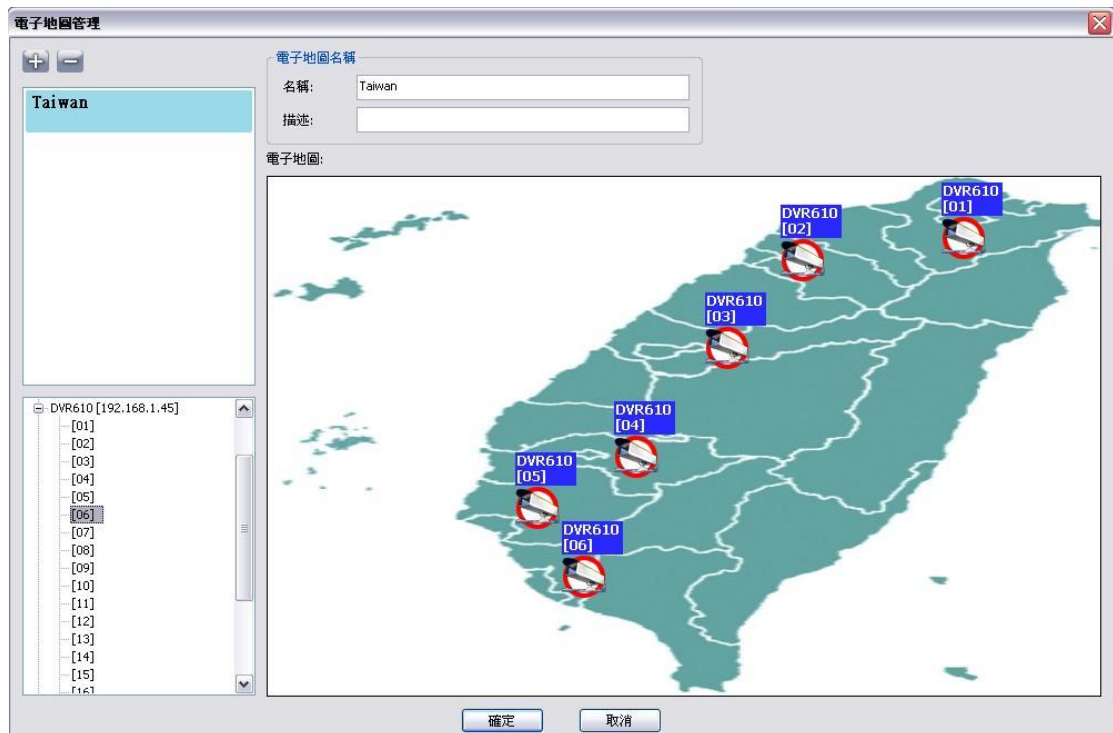 電子地圖管理
Taiwan
電子地圖名稱
名稱:
Taiwan
描述:
電子地圖:
DVR610
[01]
DVR610
[02]
DVR610
[03]
DVR610
[04]
DVR610
[05]
DVR610
[06]
DVR610 [192.168.1.45]
[01]
[02]
[03]
[04]
[05]
[06]
[07]
[08]
[09]
[10]
[11]
[12]
[13]
[14]
[15]
[16]
確定
取消